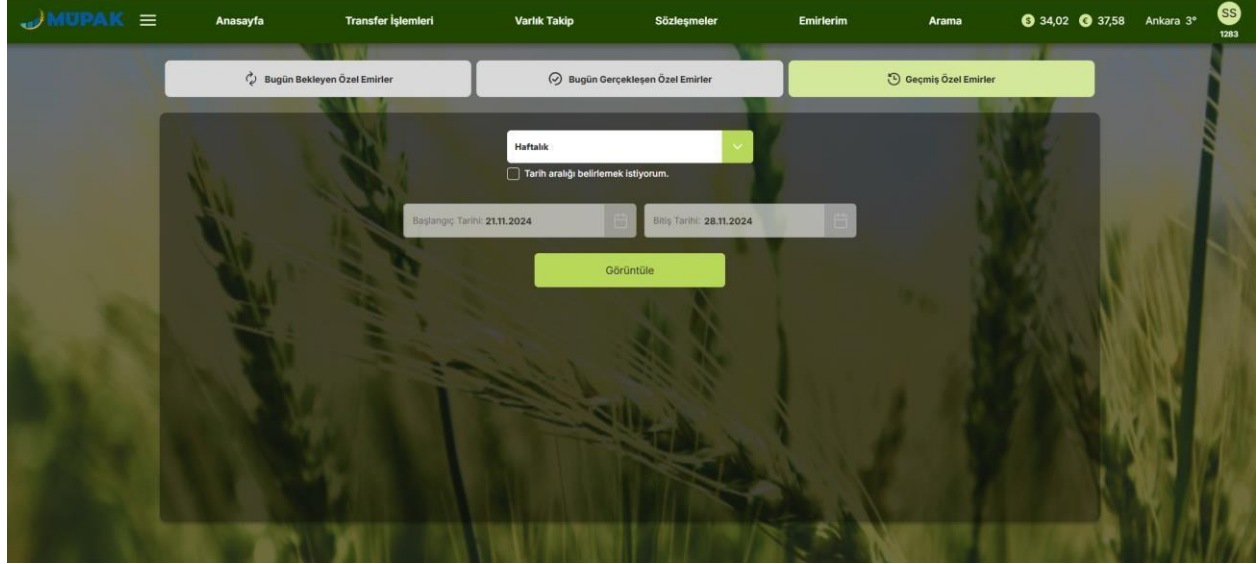 MÜPAK
Anasayfa
Transfer İşlemleri
Varlık Takip
Sözleşmeler
Emirlerim
Arama
$ 34,02 € 37,58
Ankara 3°
SS
1283
Bugün Bekleyen Özel Emirler
Bugün Gerçekleşen Özel Emirler
Geçmiş Özel Emirler
Haftalık
Tarih aralığı belirlemek istiyorum.
Başlangıç Tarihi: 21.11.2024
Bitiş Tarihi: 28.11.2024
Görüntüle